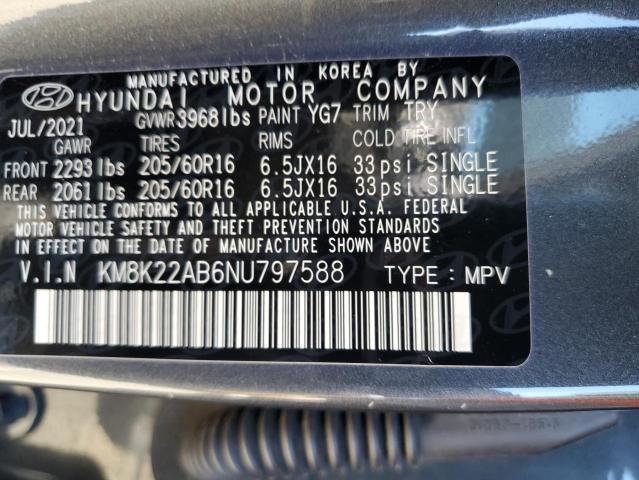 MANUFACTURED IN KOREA BY
HYUNDAI MOTOR COMPANY
JUL/2021 GVWR 3968lbs PAINT YG7 TRIM TRY
GAWR TIRES RIMS COLD TIRE INFL
FRONT 2293lbs 205/60R16 6.5JX16 33psi SINGLE
REAR 2061lbs 205/60R16 6.5JX16 33psi SINGLE
THIS VEHICLE CONFORMS TO ALL APPLICABLE U.S.A. FEDERAL
MOTOR VEHICLE SAFETY AND THEFT PREVENTION STANDARDS
IN EFFECT ON THE DATE OF MANUFACTURE SHOWN ABOVE.
V.I.N KM8K22AB6NU797588 TYPE : MPV